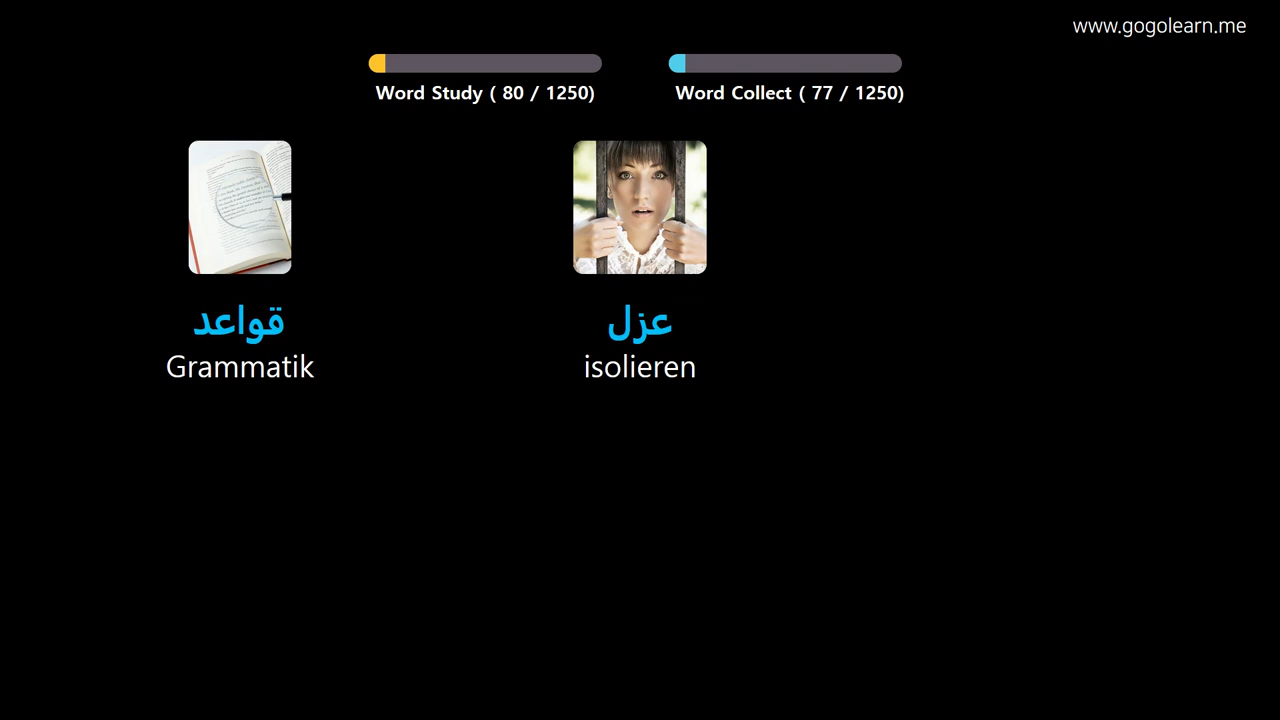 www.gogolearn.me
Word Study ( 80 / 1250)
Word Collect ( 77 / 1250)
قواعد
Grammatik
عزل
isolieren